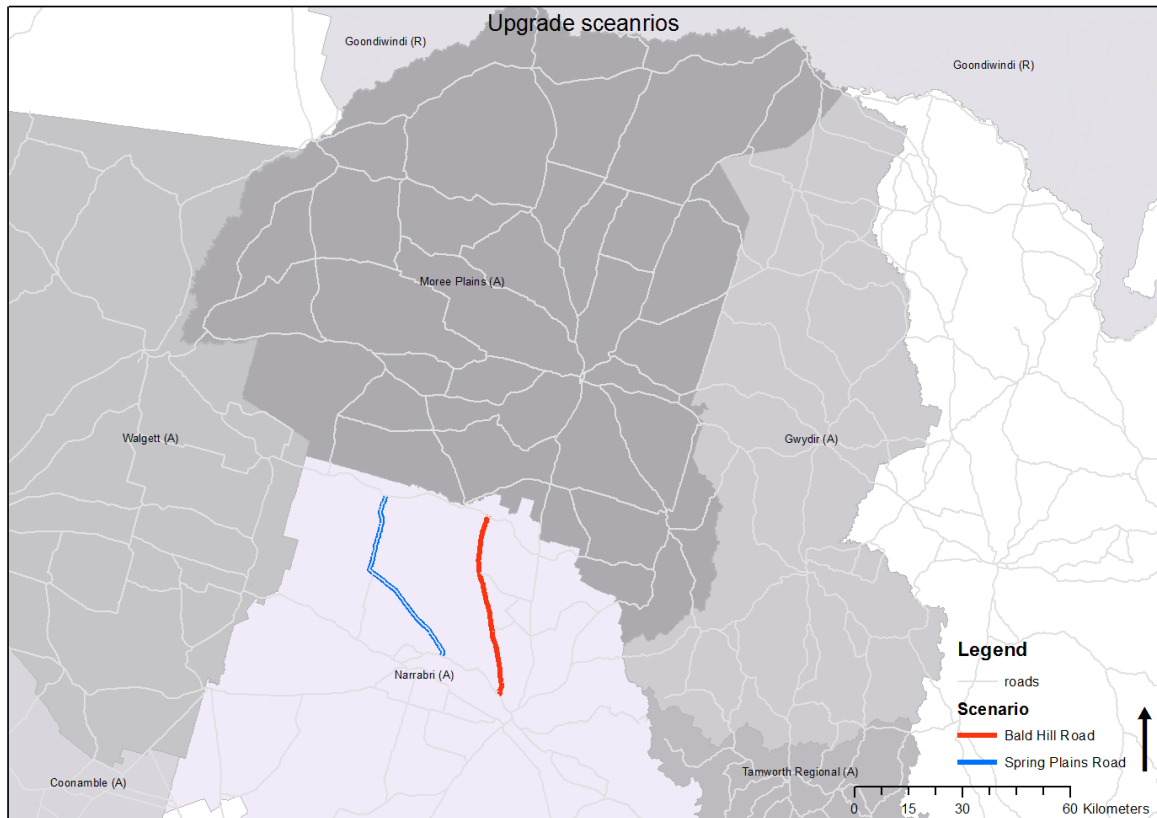 Upgrade sceanrios
Goondiwindi (R)
Goondiwindi (R)
Moree Plains (A)
Walgett (A)
Gwydir (A)
Narrabri (A)
Coonamble (A)
Tamworth Regional (A)
Legend
roads
Scenario
Bald Hill Road
Spring Plains Road
0 15 30 60 Kilometers